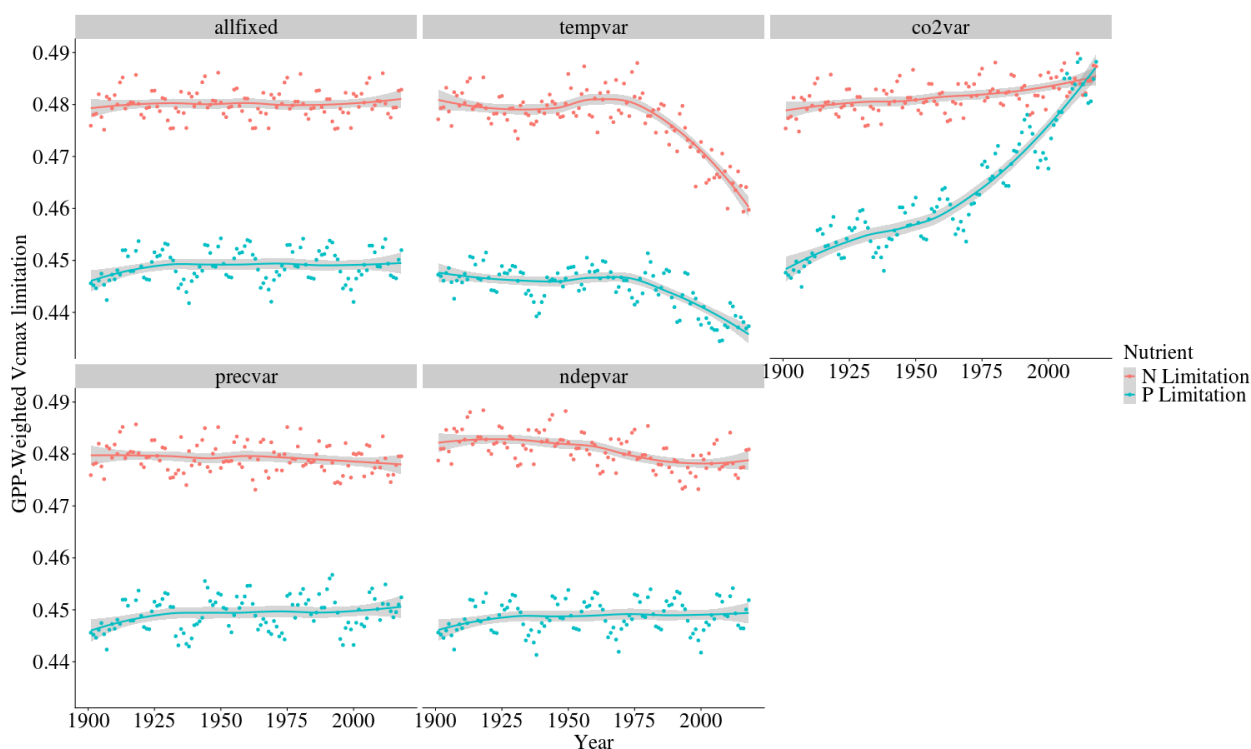 allfixed tempvar co2var
0.49
0.48
0.47
0.46
0.45
0.44
1900 1925 1950 1975 2000
GPP-Weighted Vcmax limitation
Nutrient
N Limitation
P Limitation
precvar ndepvar
0.49
0.48
0.47
0.46
0.45
0.44
1900 1925 1950 1975 2000 1900 1925 1950 1975 2000
Year